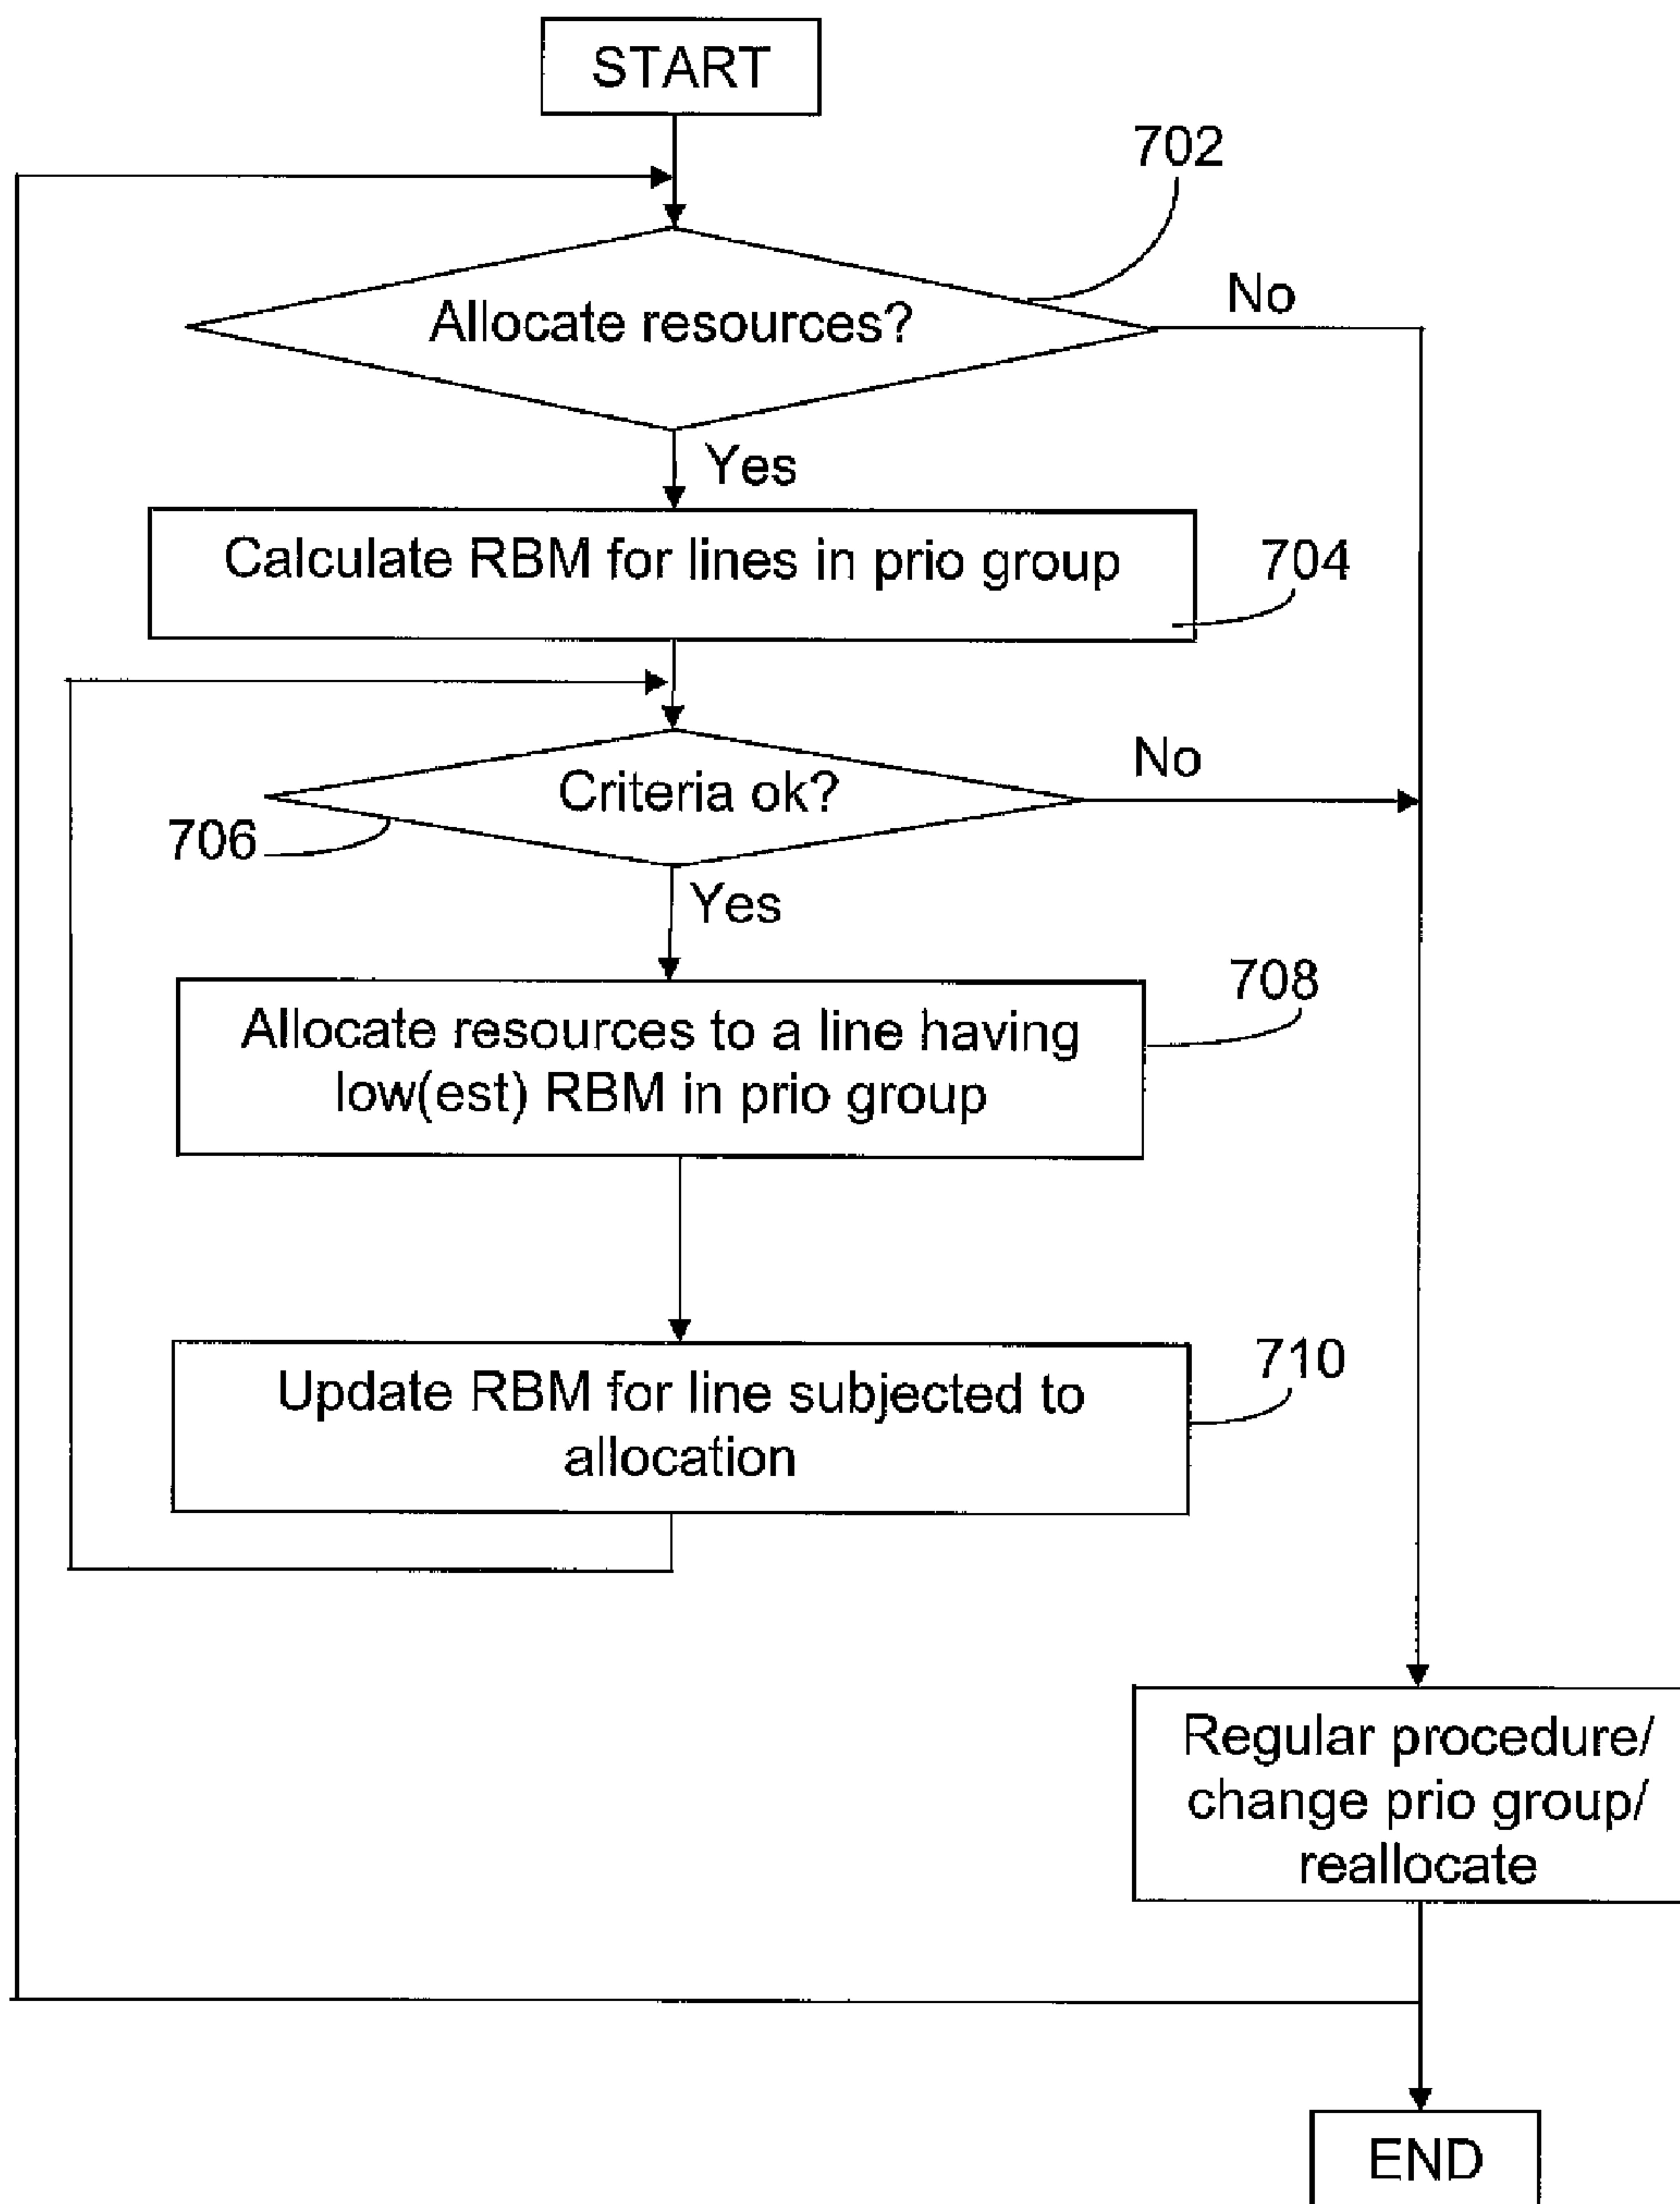 START
702
Allocate resources?
No
Yes
Calculate RBM for lines in prio group
704
Criteria ok?
No
706
Yes
Allocate resources to a line having
low(est) RBM in prio group
708
Update RBM for line subjected to
allocation
710
Regular procedure/
change prio group/
reallocate
END